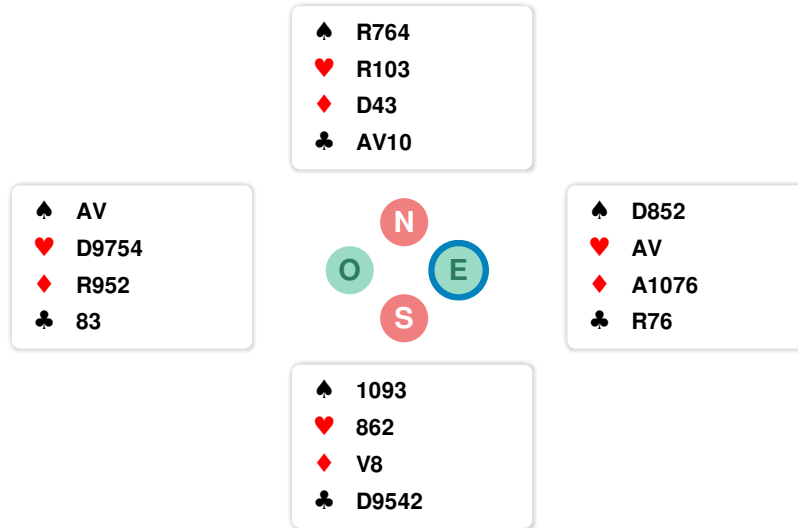 ♠ R764
♥ R103
♦ D43
♣ AV10
♠ AV
♥ D9754
♦ R952
♣ 83
N
O E
S
♠ D852
♥ AV
♦ A1076
♣ R76
♠ 1093
♥ 862
♦ V8
♣ D9542